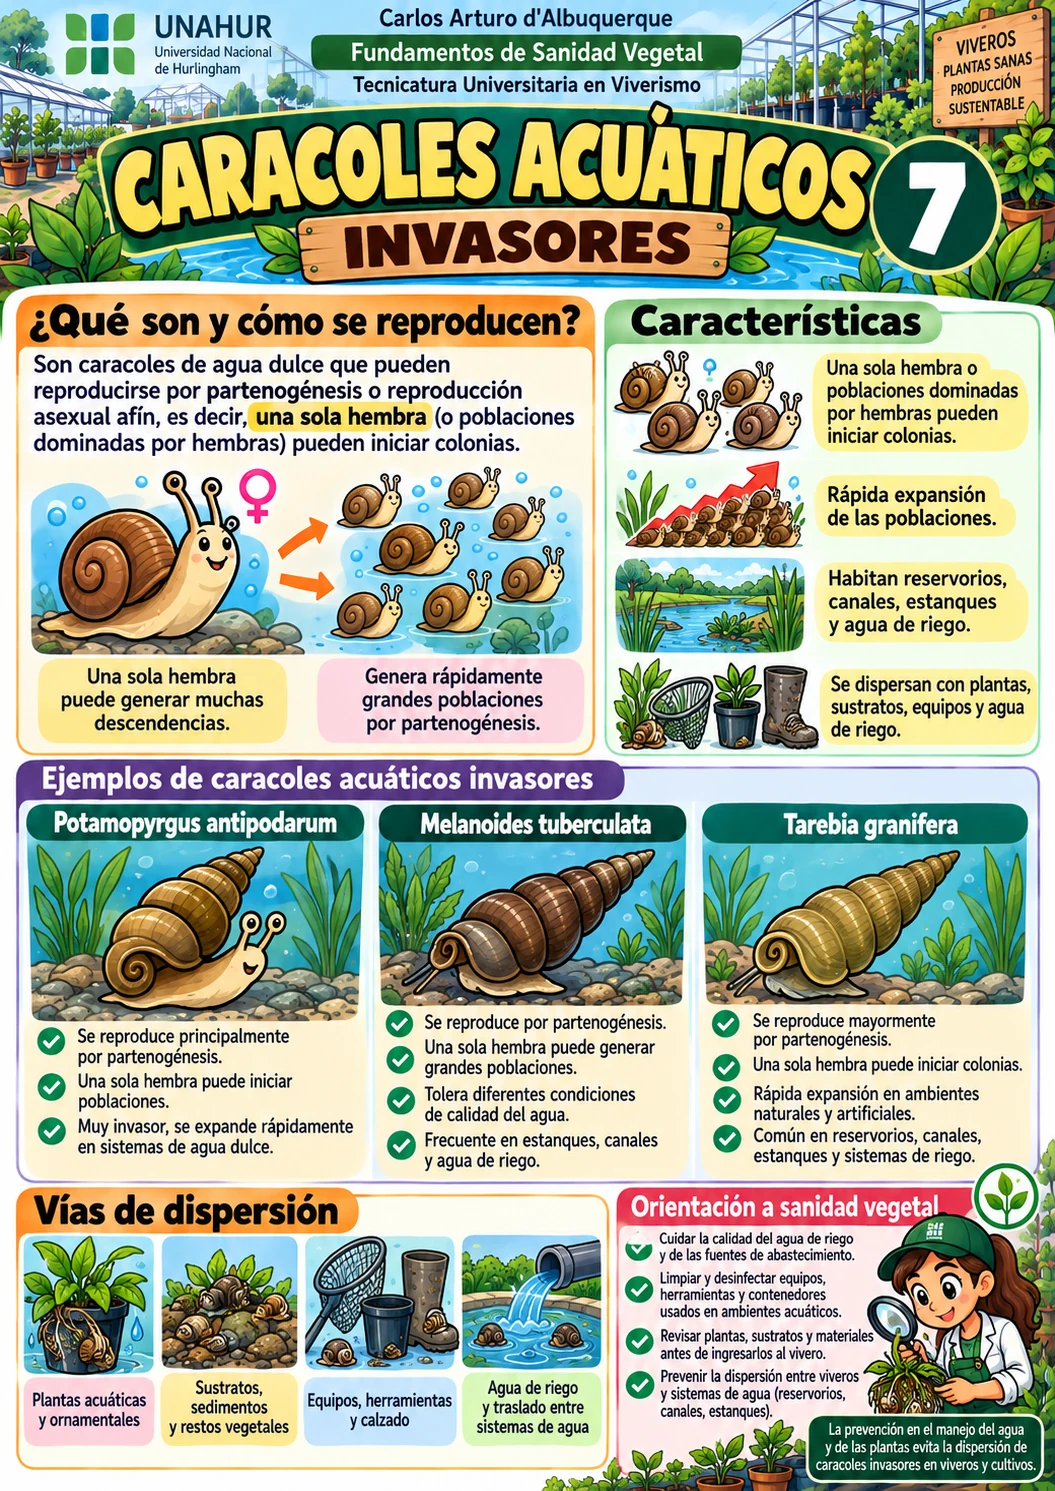 UNAHUR
Universidad Nacional
de Hurlingham
Carlos Arturo d'Albuquerque
Fundamentos de Sanidad Vegetal
Tecnicatura Universitaria en Viverismo
VIVEROS
PLANTAS SANAS
PRODUCCIÓN
SUSTENTABLE
CARACOLES ACUÁTICOS
INVASORES
7
¿Qué son y cómo se reproducen?
Son caracoles de agua dulce que pueden
reproducirse por partenogénesis o reproducción
asexual afín, es decir, una sola hembra (o poblaciones
dominadas por hembras) pueden iniciar colonias.
Una sola hembra
puede generar muchas
descendencias.
Genera rápidamente
grandes poblaciones
por partenogénesis.
Características
Una sola hembra o
poblaciones dominadas
por hembras pueden
iniciar colonias.
Rápida expansión
de las poblaciones.
Habitan reservorios,
canales, estanques
y agua de riego.
Se dispersan con plantas,
sustratos, equipos y agua
de riego.
Ejemplos de caracoles acuáticos invasores
Potamopyrgus antipodarum
Se reproduce principalmente
por partenogénesis.
Una sola hembra puede iniciar
poblaciones.
Muy invasor, se expande rápidamente
en sistemas de agua dulce.
Melanoides tuberculata
Se reproduce por partenogénesis.
Una sola hembra puede generar
grandes poblaciones.
Tolera diferentes condiciones
de calidad del agua.
Frecuente en estanques, canales
y agua de riego.
Tarebia granifera
Se reproduce mayormente
por partenogénesis.
Una sola hembra puede iniciar colonias.
Rápida expansión en ambientes
naturales y artificiales.
Común en reservorios, canales,
estanques y sistemas de riego.
Vías de dispersión
Plantas acuáticas
y ornamentales
Sustratos,
sedimentos
y restos vegetales
Equipos, herramientas
y calzado
Agua de riego
y traslado entre
sistemas de agua
Orientación a sanidad vegetal
Cuidar la calidad del agua de riego
y de las fuentes de abastecimiento.
Limpiar y desinfectar equipos,
herramientas y contenedores
usados en ambientes acuáticos.
Revisar plantas, sustratos y materiales
antes de ingresarlos al vivero.
Prevenir la dispersión entre viveros
y sistemas de agua (reservorios,
canales, estanques).
La prevención en el manejo del agua
y de las plantas evita la dispersión de
caracoles invasores en viveros y cultivos.